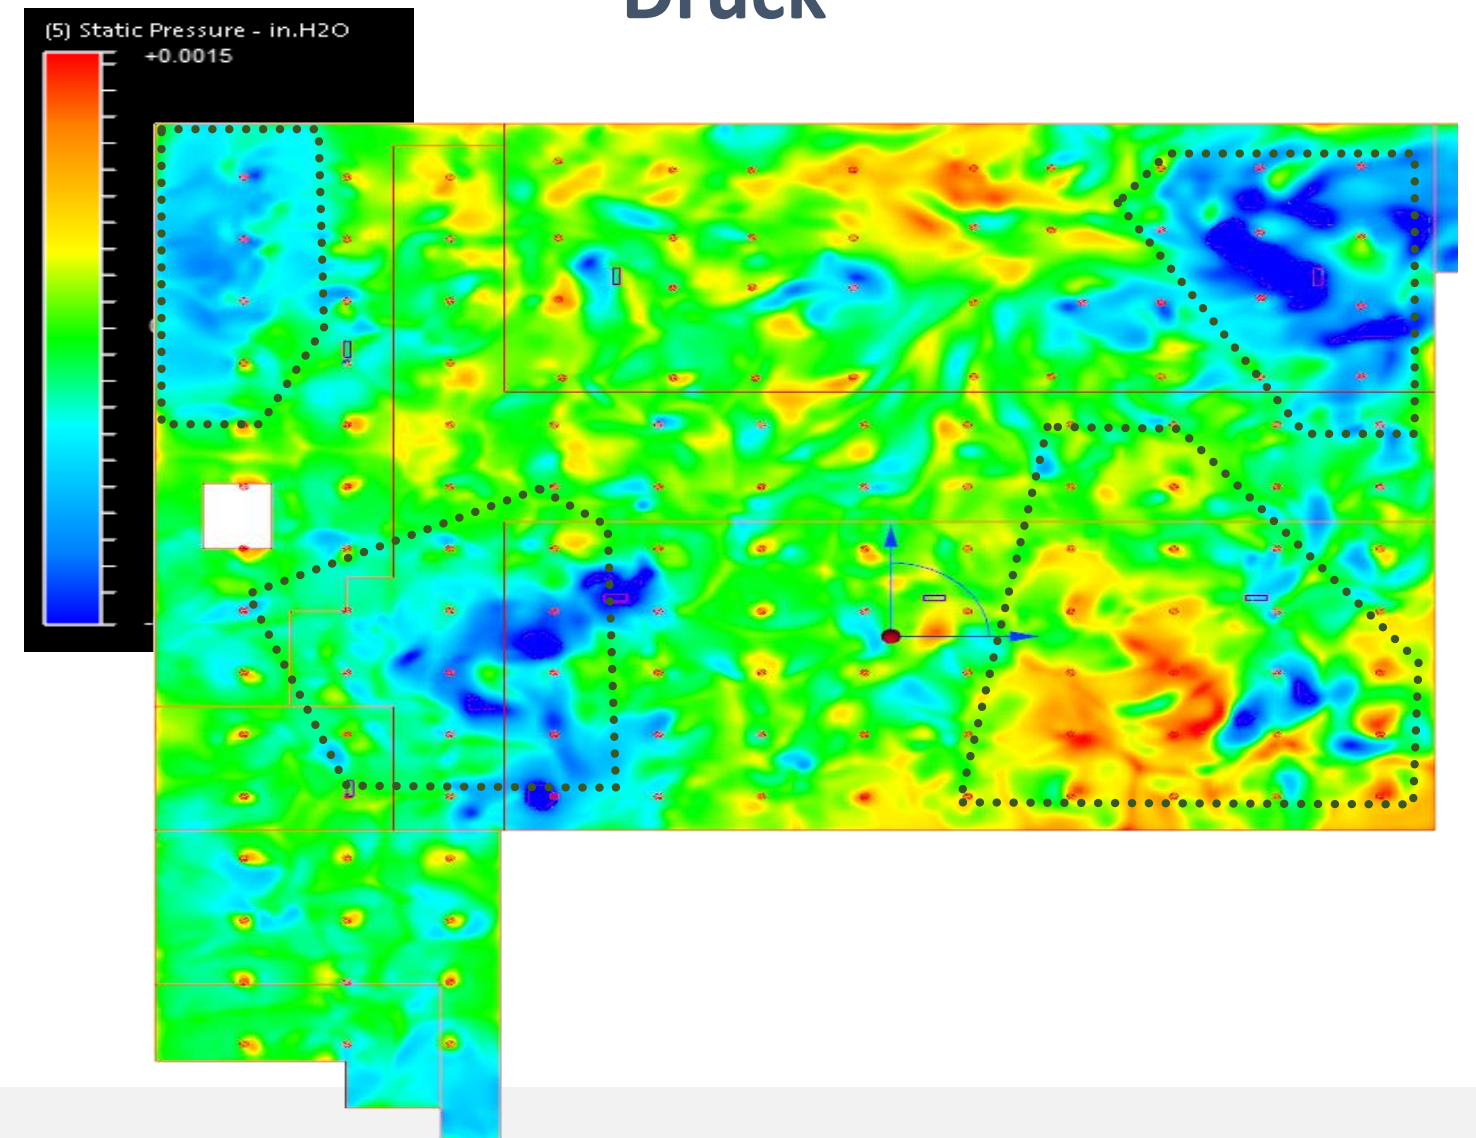 Druck
(5) Static Pressure - in.H2O
+0.0015